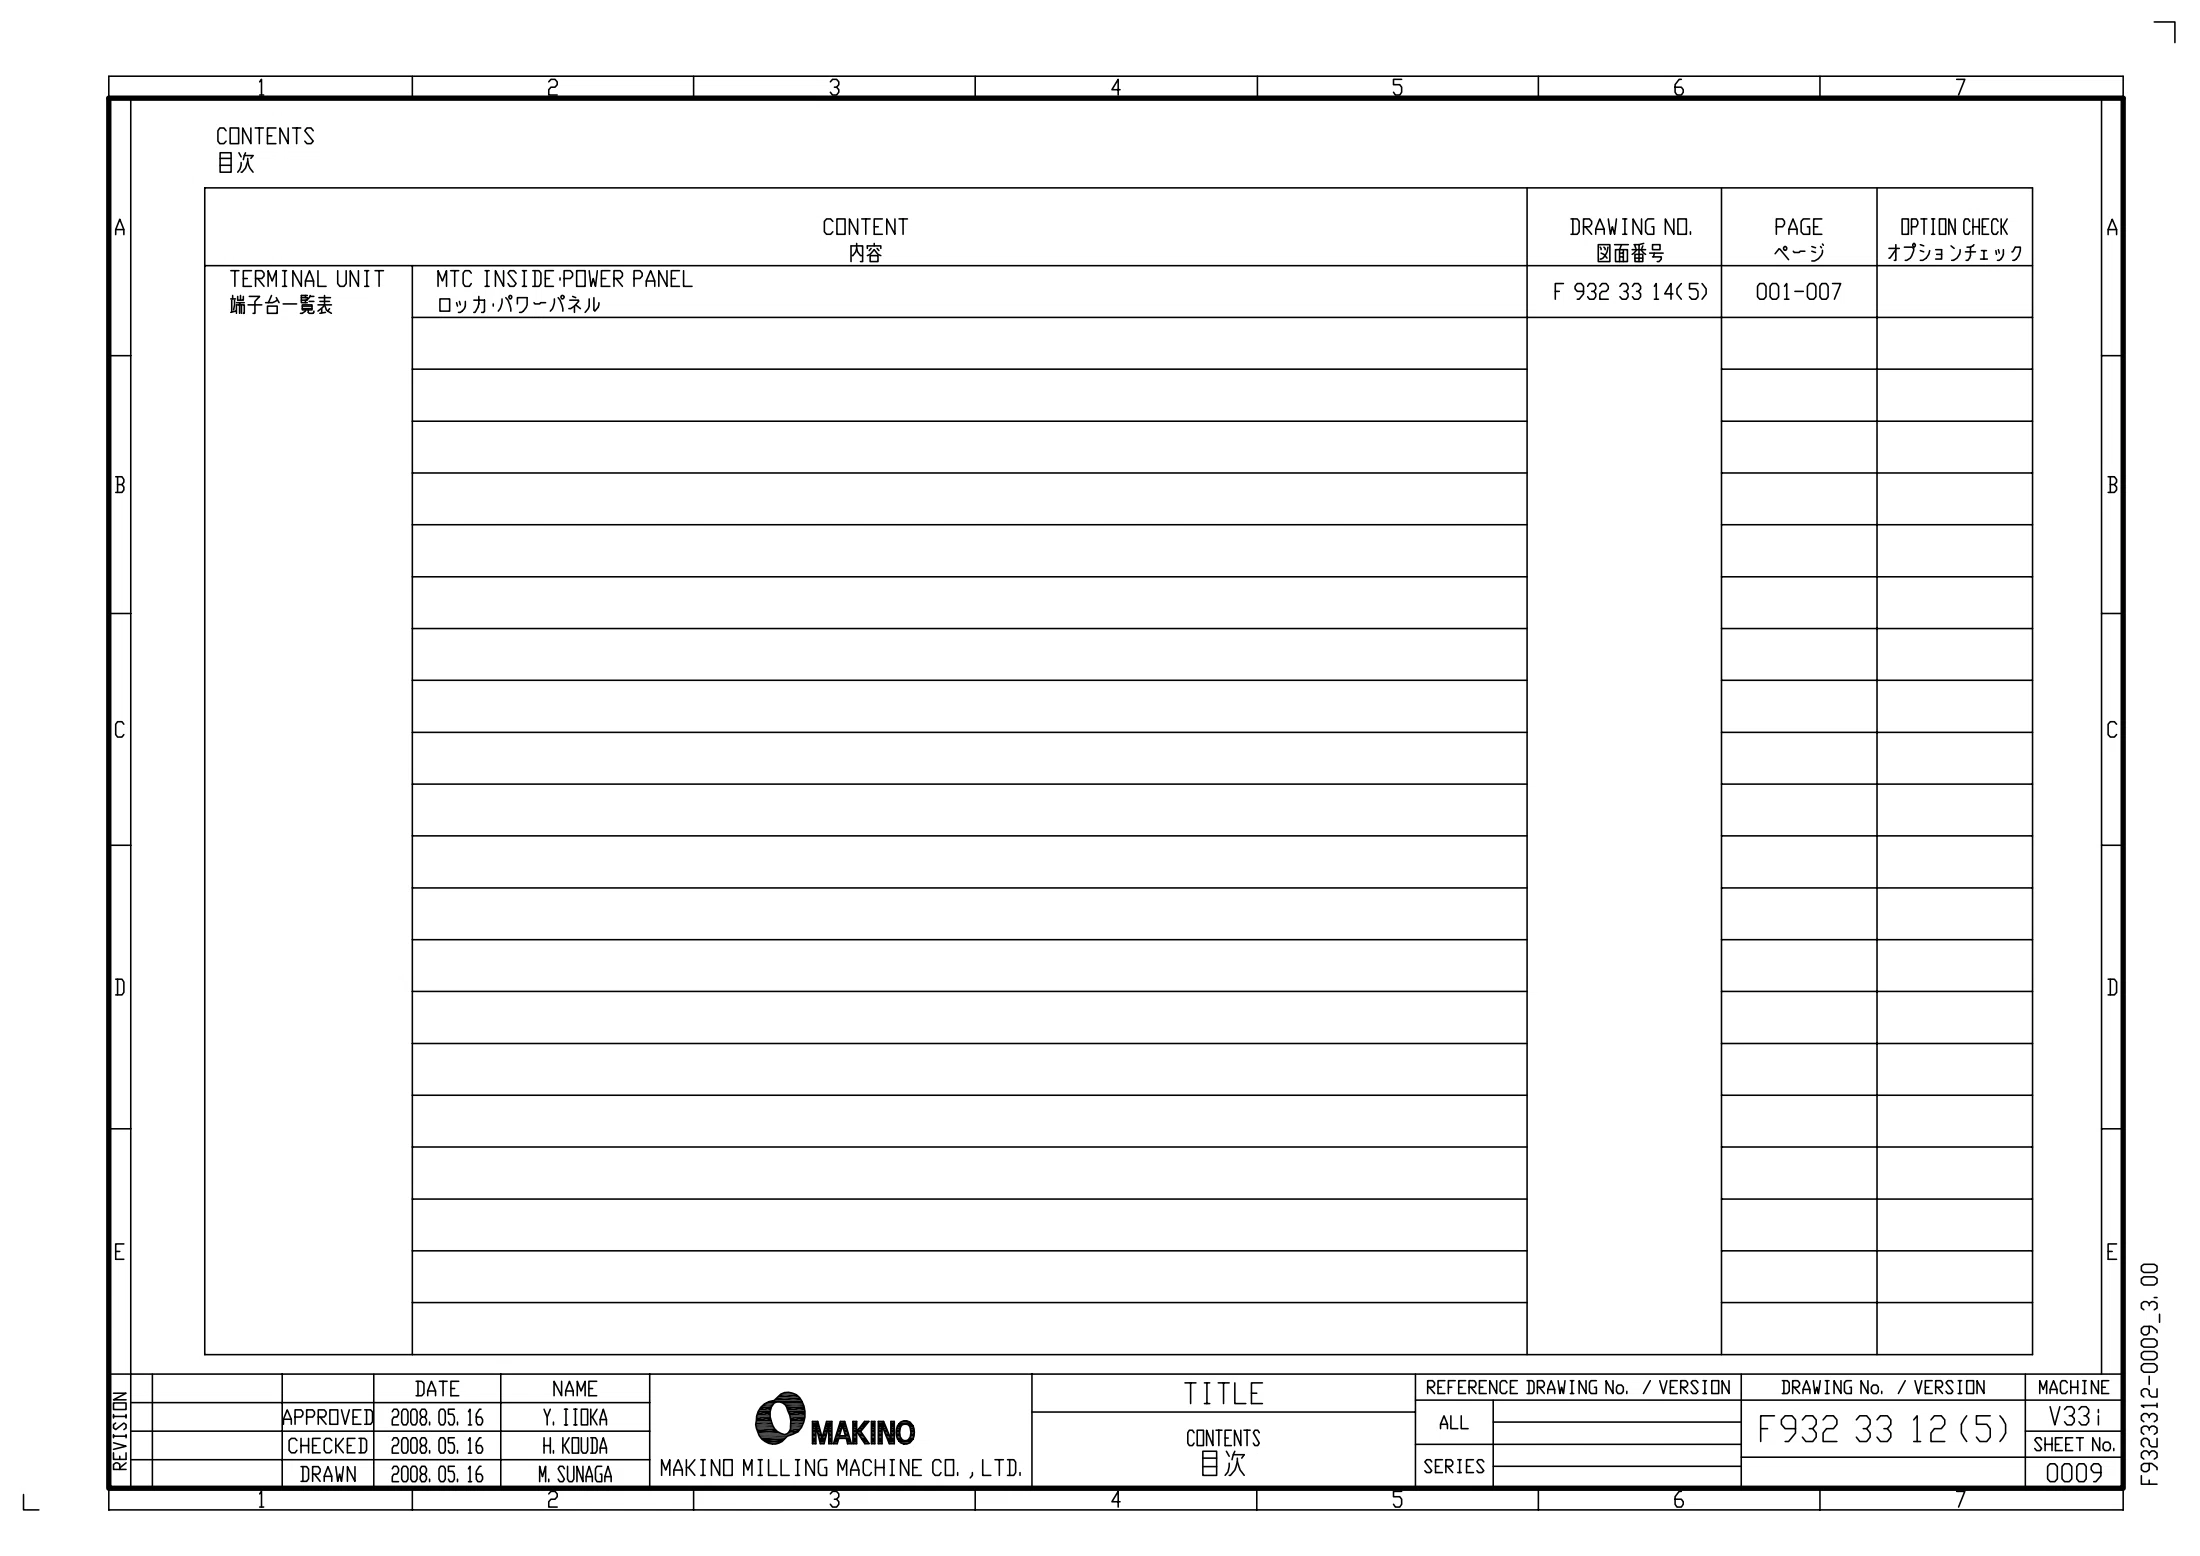 1 2 3 4 5 6 7
CONTENTS
目次
CONTENT DRAWING NO. PAGE OPTION CHECK
内容 図面番号 ページ オプションチェック
A A
TERMINAL UNIT MTC INSIDE·POWER PANEL
端子台一覧表 ロッカ·パワーパネル
F 932 33 14(5) 001-007
B B
C C
D D
E E
REVISION
DATE NAME
APPROVED 2008.05.16 Y. IIOKA
CHECKED 2008.05.16 H. KOUDA
DRAWN 2008.05.16 M. SUNAGA
MAKINO
MAKINO MILLING MACHINE CO. ,LTD.
TITLE
CONTENTS
目次
REFERENCE DRAWING No. / VERSION
ALL
SERIES
DRAWING No. / VERSION
F932 33 12(5)
MACHINE
V33i
SHEET No.
0009
1 2 3 4 5 6 7
F9323312-0009_3.00